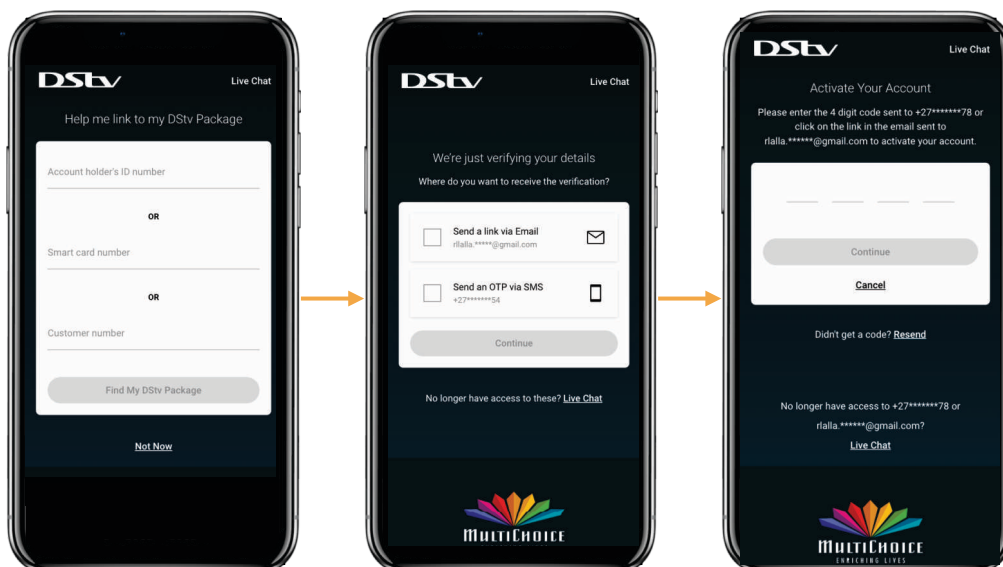 DStv
Live Chat
Help me link to my DStv Package
Account holder's ID number
OR
Smart card number
OR
Customer number
Find My DStv Package
Not Now
DStv
Live Chat
We're just verifying your details
Where do you want to receive the verification?
Send a link via Email
rllalla.*****@gmail.com
Send an OTP via SMS
+27*******54
Continue
No longer have access to these? Live Chat
MULTICHOICE
DStv
Live Chat
Activate Your Account
Please enter the 4 digit code sent to +27*******78 or
click on the link in the email sent to
rlalla.******@gmail.com to activate your account.
Continue
Cancel
Didn't get a code? Resend
No longer have access to +27*******78 or
rlalla.******@gmail.com?
Live Chat
MULTICHOICE
ENRICHING LIVES